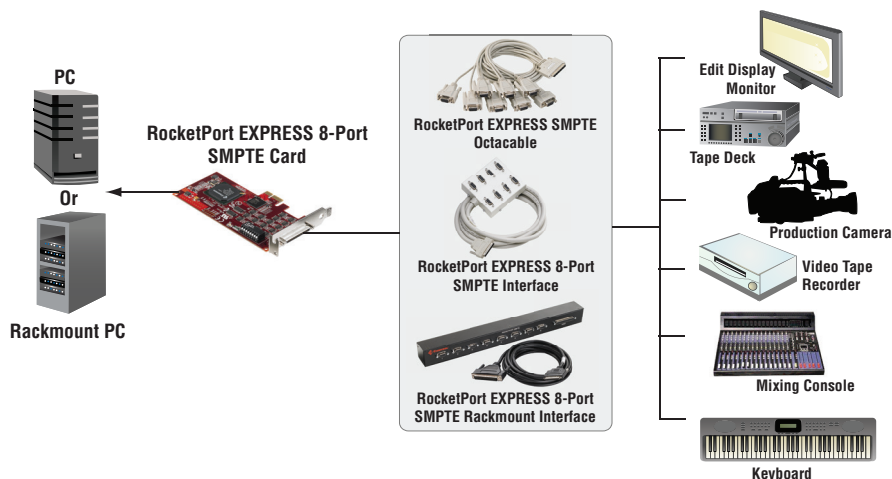 PC
Or
Rackmount PC
RocketPort EXPRESS 8-Port
SMPTE Card
RocketPort EXPRESS SMPTE
Octacable
RocketPort EXPRESS 8-Port
SMPTE Interface
RocketPort EXPRESS 8-Port
SMPTE Rackmount Interface
Edit Display
Monitor
Tape Deck
Production Camera
Video Tape
Recorder
Mixing Console
Keyboard